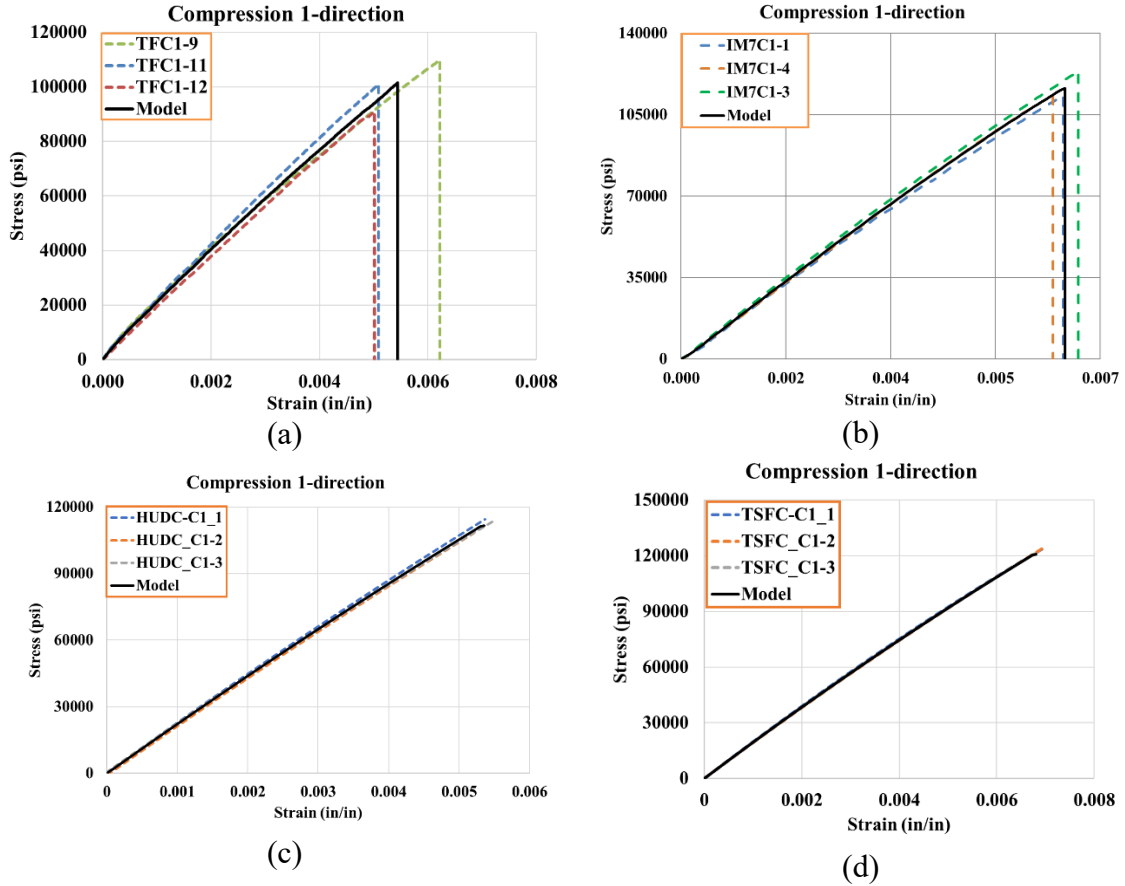 Compression 1-direction
TFC1-9
TFC1-11
TFC1-12
Model
120000
100000
80000
60000
40000
20000
0
Stress (psi)
0.000
0.002
0.004
0.006
0.008
Strain (in/in)
(a)
Compression 1-direction
IM7C1-1
IM7C1-4
IM7C1-3
Model
140000
105000
70000
35000
0
Stress (psi)
0.000
0.002
0.004
0.005
0.007
Strain (in/in)
(b)
Compression 1-direction
HUDC-C1_1
HUDC_C1-2
HUDC_C1-3
Model
120000
90000
60000
30000
0
Stress (psi)
0
0.001
0.002
0.003
0.004
0.005
0.006
Strain (in/in)
(c)
Compression 1-direction
TSFC-C1_1
TSFC_C1-2
TSFC_C1-3
Model
150000
120000
90000
60000
30000
0
Stress (psi)
0
0.002
0.004
0.006
0.008
Strain (in/in)
(d)